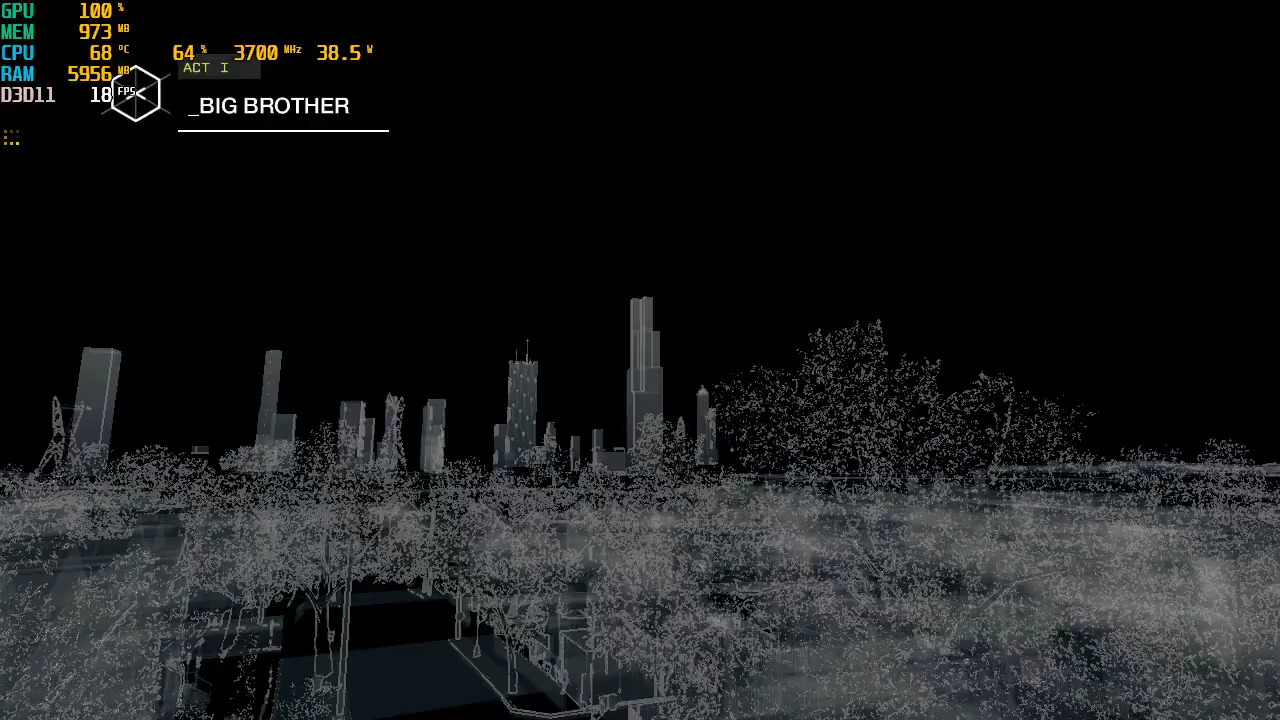 GPU 100 %
MEM 973 MB
CPU 68 °C 64 % 3700 MHz 38.5 W
RAM 5956 MB
D3D11 18 FPS
ACT I
_BIG BROTHER